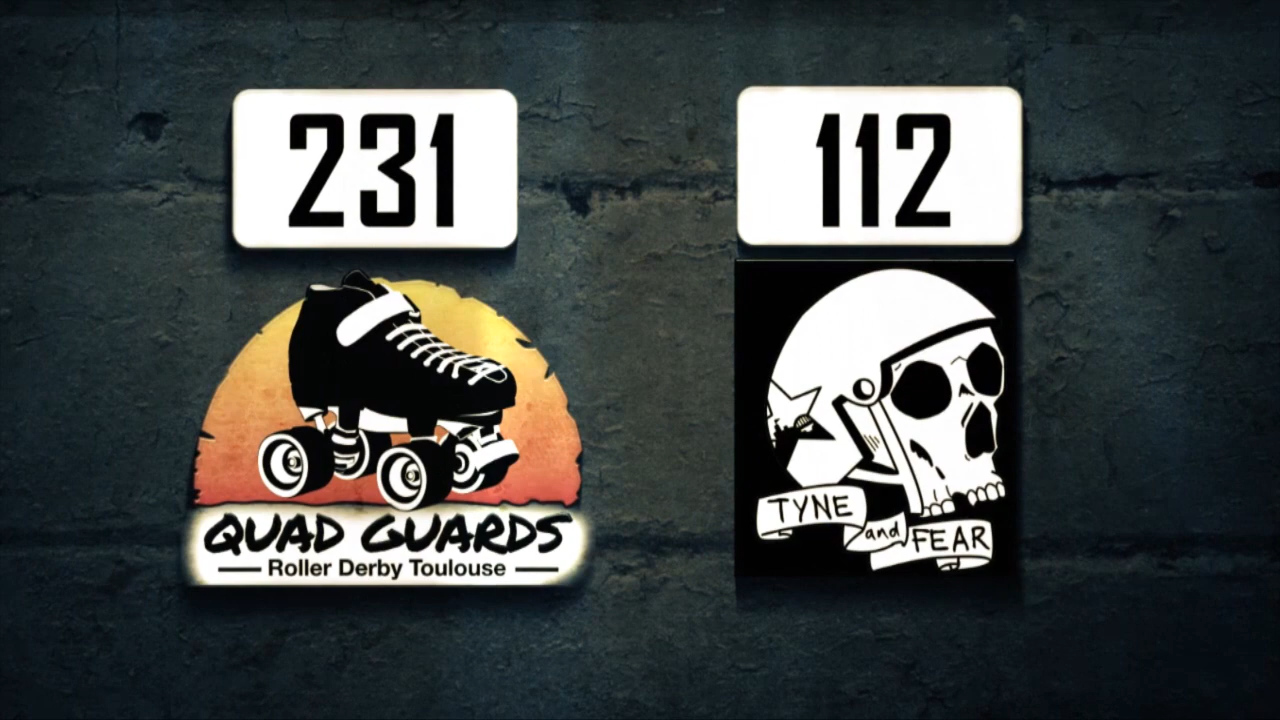 231
112
QUAD GUARDS
Roller Derby Toulouse
TYNE
and
FEAR